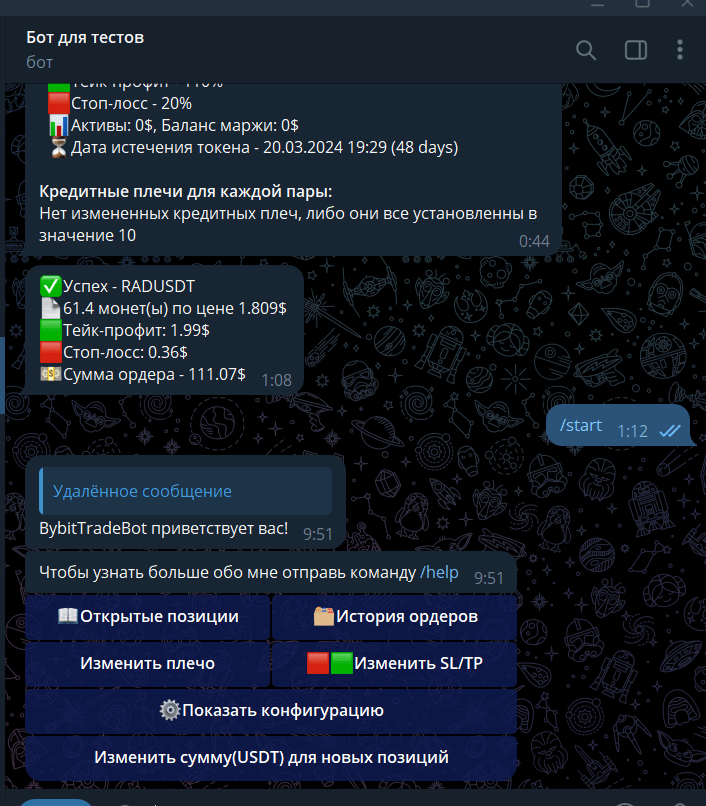 Бот для тестов
бот
Тейк-профит - 110%
Стоп-лосс - 20%
Активы: 0$, Баланс маржи: 0$
Дата истечения токена - 20.03.2024 19:29 (48 days)
Кредитные плечи для каждой пары:
Нет измененных кредитных плеч, либо они все установленны в
значение 10
0:44
Успех - RADUSDT
61.4 монет(ы) по цене 1.809$
Тейк-профит: 1.99$
Стоп-лосс: 0.36$
Сумма ордера - 111.07$ 1:08
/start 1:12
Удалённое сообщение
BybitTradeBot приветствует вас! 9:51
Чтобы узнать больше обо мне отправь команду /help 9:51
Открытые позиции
История ордеров
Изменить плечо
Изменить SL/TP
Показать конфигурацию
Изменить сумму(USDT) для новых позиций